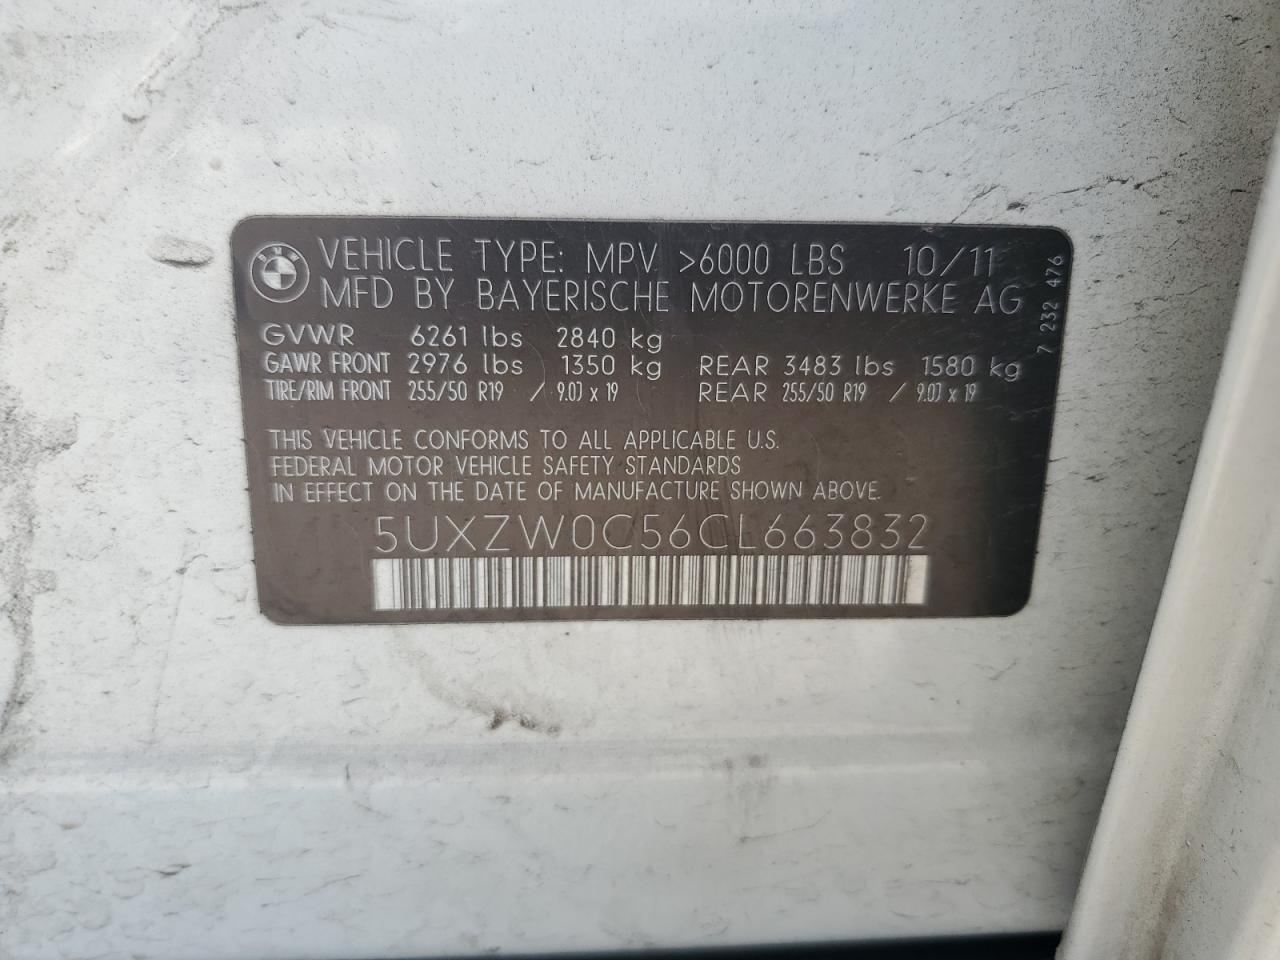 BMW
VEHICLE TYPE: MPV >6000 LBS 10/11
MFD BY BAYERISCHE MOTORENWERKE AG
GVWR 6261 lbs 2840 kg
GAWR FRONT 2976 lbs 1350 kg REAR 3483 lbs 1580 kg
TIRE/RIM FRONT 255/50 R19 / 9.0J x 19 REAR 255/50 R19 / 9.0J x 19
THIS VEHICLE CONFORMS TO ALL APPLICABLE U.S.
FEDERAL MOTOR VEHICLE SAFETY STANDARDS
IN EFFECT ON THE DATE OF MANUFACTURE SHOWN ABOVE.
5UXZW0C56CL663832
7 232 476